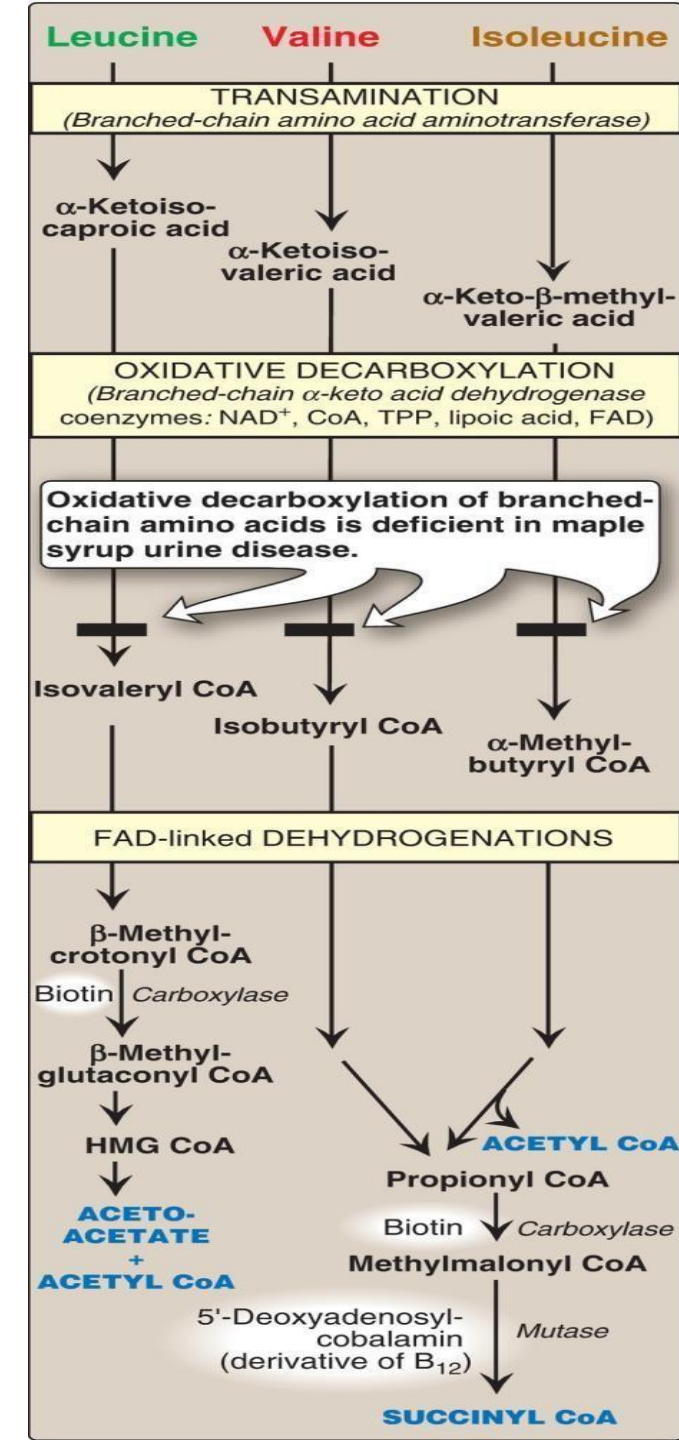 Leucine Valine Isoleucine
TRANSAMINATION
(Branched-chain amino acid aminotransferase)
α-Ketoiso-
caproic acid
α-Ketoiso-
valeric acid
α-Keto-β-methyl-
valeric acid
OXIDATIVE DECARBOXYLATION
(Branched-chain α-keto acid dehydrogenase
coenzymes: NAD⁺, CoA, TPP, lipoic acid, FAD)
Oxidative decarboxylation of branched-
chain amino acids is deficient in maple
syrup urine disease.
Isovaleryl CoA
Isobutyryl CoA
α-Methyl-
butyryl CoA
FAD-linked DEHYDROGENATIONS
β-Methyl-
crotonyl CoA
Biotin Carboxylase
β-Methyl-
glutaconyl CoA
HMG CoA
ACETO-
ACETATE
+
ACETYL CoA
ACETYL CoA
Propionyl CoA
Biotin Carboxylase
Methylmalonyl CoA
5'-Deoxyadenosyl-
cobalamin
(derivative of B₁₂)
Mutase
SUCCINYL CoA